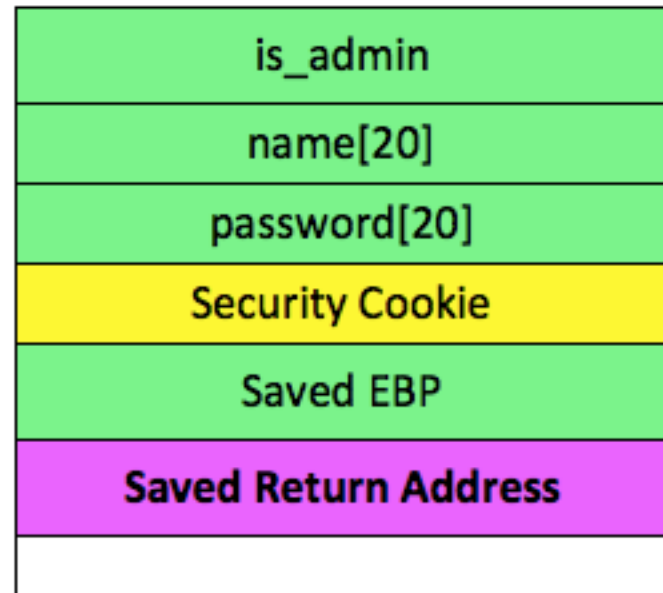 is_admin
name[20]
password[20]
Security Cookie
Saved EBP
Saved Return Address